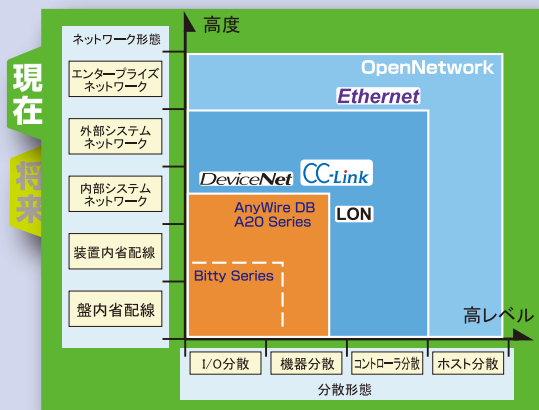 現在
将来
ネットワーク形態
エンタープライズ
ネットワーク
外部システム
ネットワーク
内部システム
ネットワーク
装置内省配線
盤内省配線
高度
OpenNetwork
Ethernet
DeviceNet
CC-Link
AnyWire DB
A20 Series
LON
Bitty Series
高レベル
I/O分散
機器分散
コントローラ分散
ホスト分散
分散形態